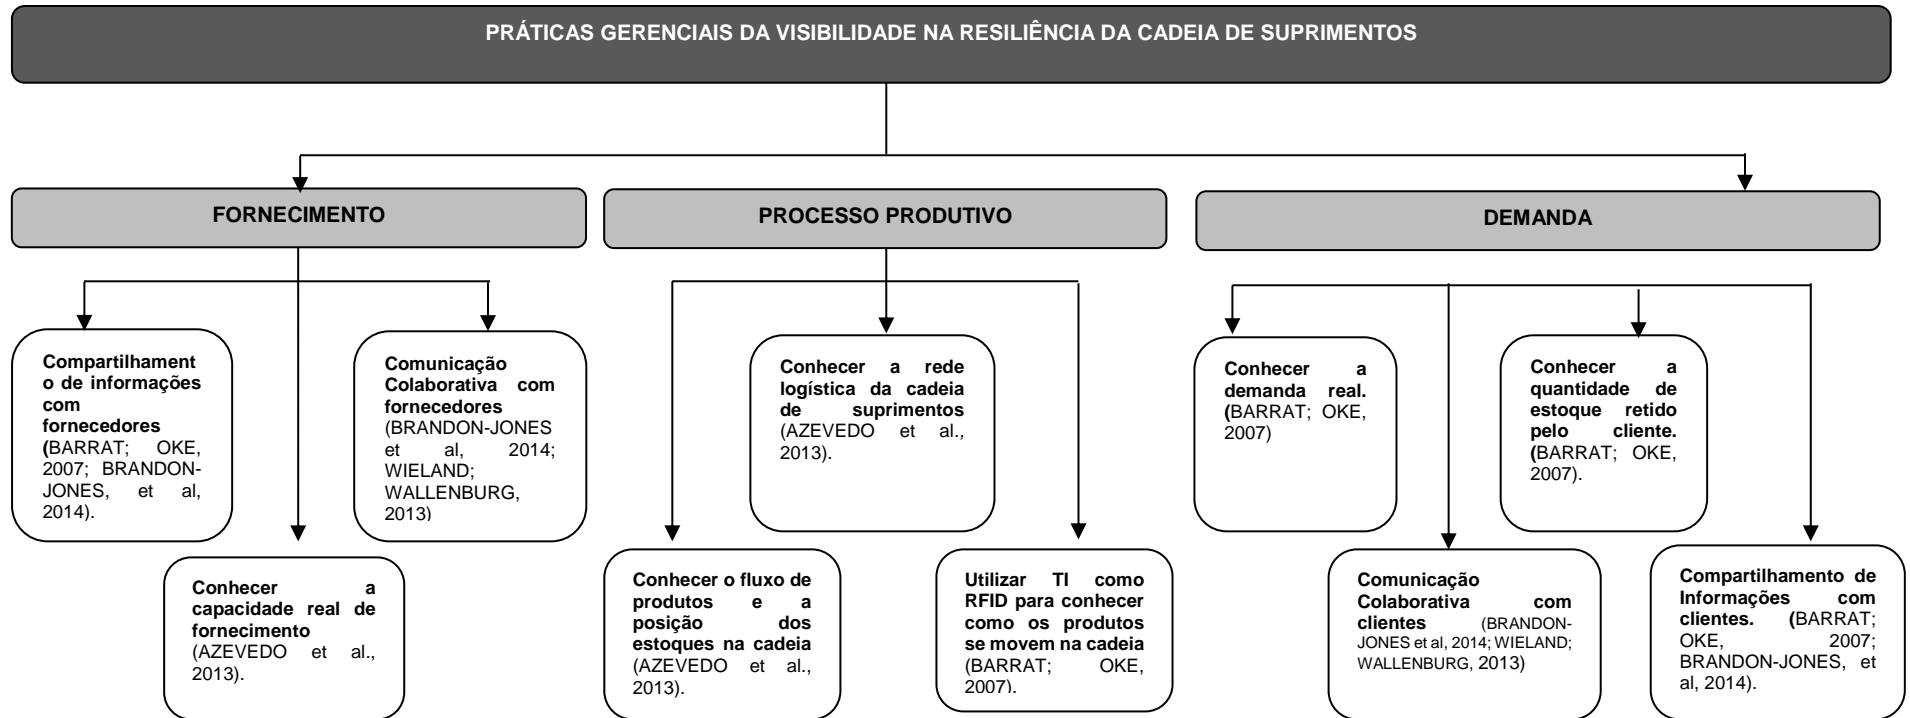 PRÁTICAS GERENCIAIS DA VISIBILIDADE NA RESILIÊNCIA DA CADEIA DE SUPRIMENTOS
FORNECIMENTO
PROCESSO PRODUTIVO
DEMANDA
Compartilhament
o de informações
com
fornecedores
(BARRAT; OKE,
2007; BRANDON-
JONES, et al,
2014).
Comunicação
Colaborativa com
fornecedores
(BRANDON-JONES
et al, 2014;
WIELAND;
WALLENBURG,
2013)
Conhecer a
capacidade real de
fornecimento
(AZEVEDO et al.,
2013).
Conhecer a rede
logística da cadeia
de suprimentos
(AZEVEDO et al.,
2013).
Conhecer o fluxo de
produtos e a
posição dos
estoques na cadeia
(AZEVEDO et al.,
2013).
Utilizar TI como
RFID para conhecer
como os produtos
se movem na cadeia
(BARRAT; OKE,
2007).
Conhecer a
demanda real.
(BARRAT; OKE,
2007)
Conhecer a
quantidade de
estoque retido
pelo cliente.
(BARRAT; OKE,
2007).
Comunicação
Colaborativa com
clientes (BRANDON-
JONES et al, 2014; WIELAND;
WALLENBURG, 2013)
Compartilhamento de
Informações com
clientes. (BARRAT;
OKE, 2007;
BRANDON-JONES, et
al, 2014).